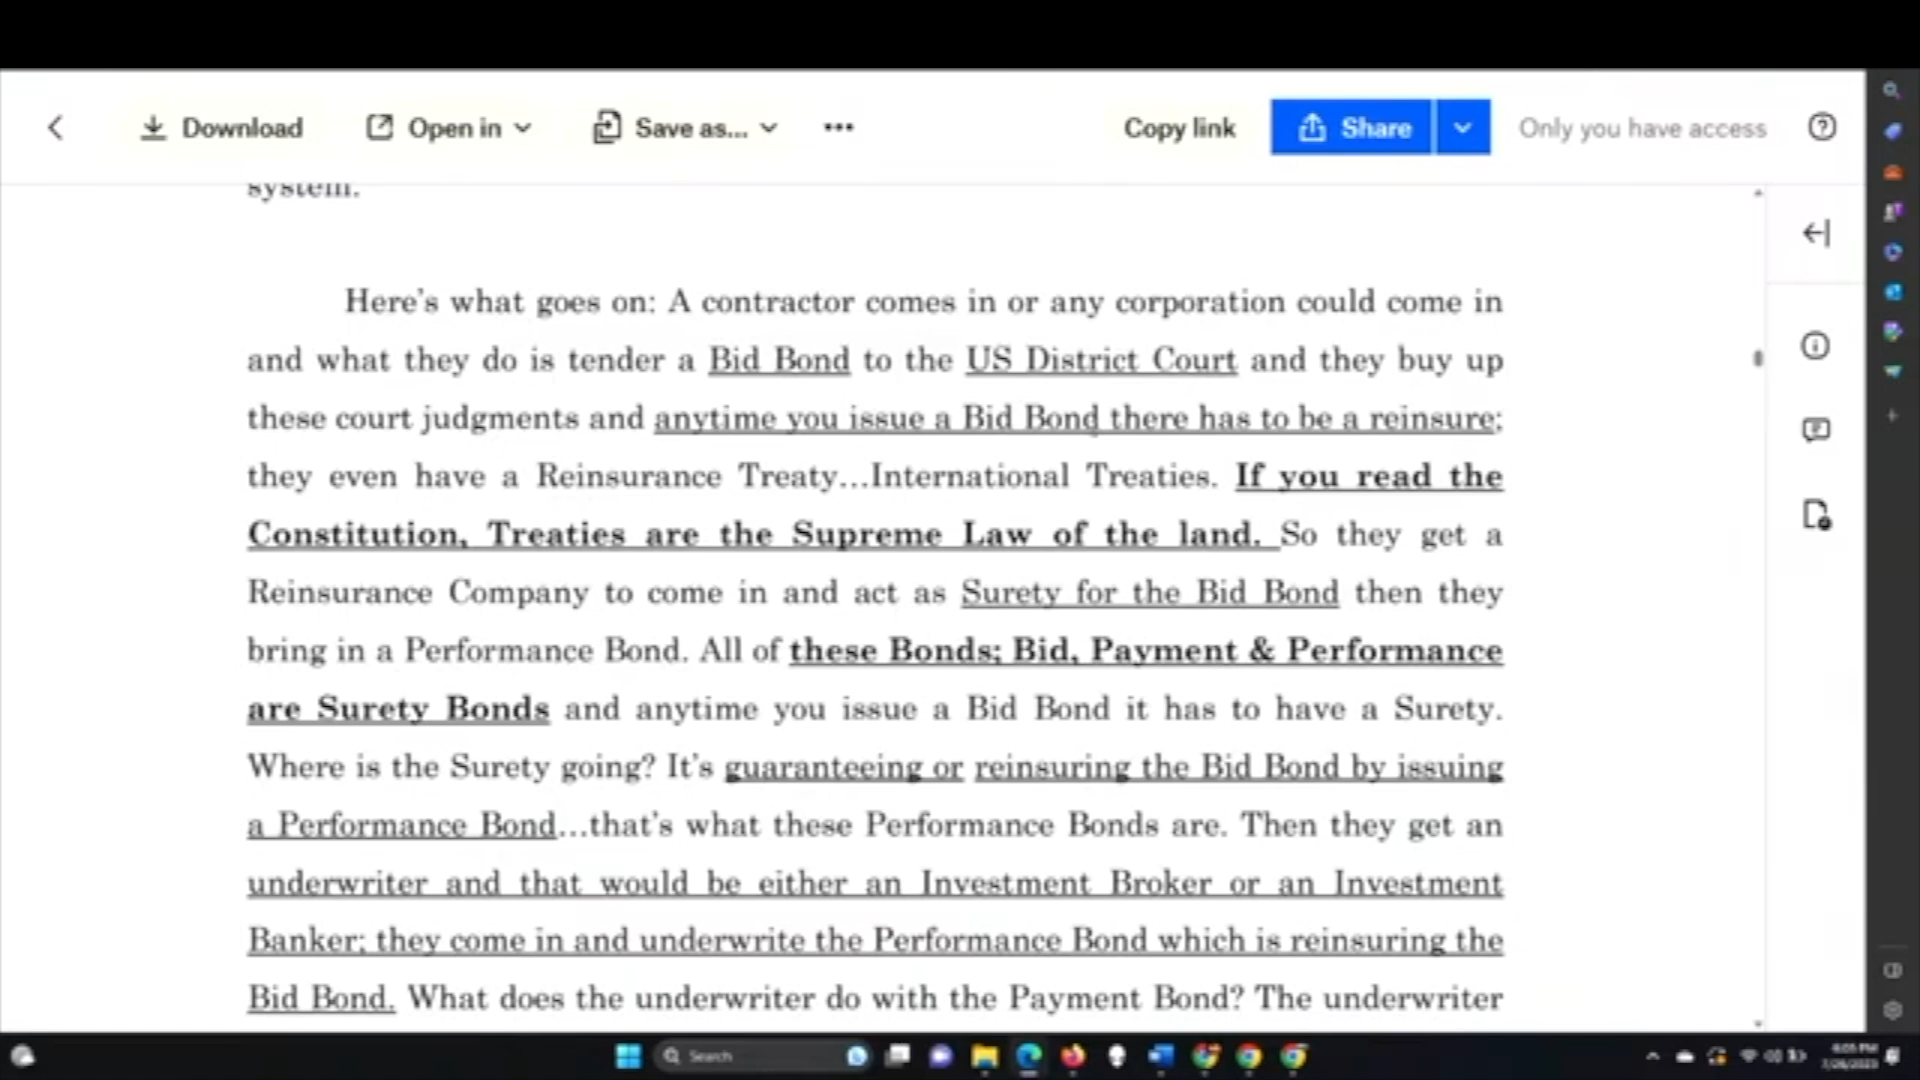 Download
Open in
Save as...
Copy link
Share
Only you have access
system.
Here's what goes on: A contractor comes in or any corporation could come in
and what they do is tender a Bid Bond to the US District Court and they buy up
these court judgments and anytime you issue a Bid Bond there has to be a reinsure;
they even have a Reinsurance Treaty...International Treaties. If you read the
Constitution, Treaties are the Supreme Law of the land. So they get a
Reinsurance Company to come in and act as Surety for the Bid Bond then they
bring in a Performance Bond. All of these Bonds; Bid, Payment & Performance
are Surety Bonds and anytime you issue a Bid Bond it has to have a Surety.
Where is the Surety going? It's guaranteeing or reinsuring the Bid Bond by issuing
a Performance Bond...that's what these Performance Bonds are. Then they get an
underwriter and that would be either an Investment Broker or an Investment
Banker; they come in and underwrite the Performance Bond which is reinsuring the
Bid Bond. What does the underwriter do with the Payment Bond? The underwriter
Search